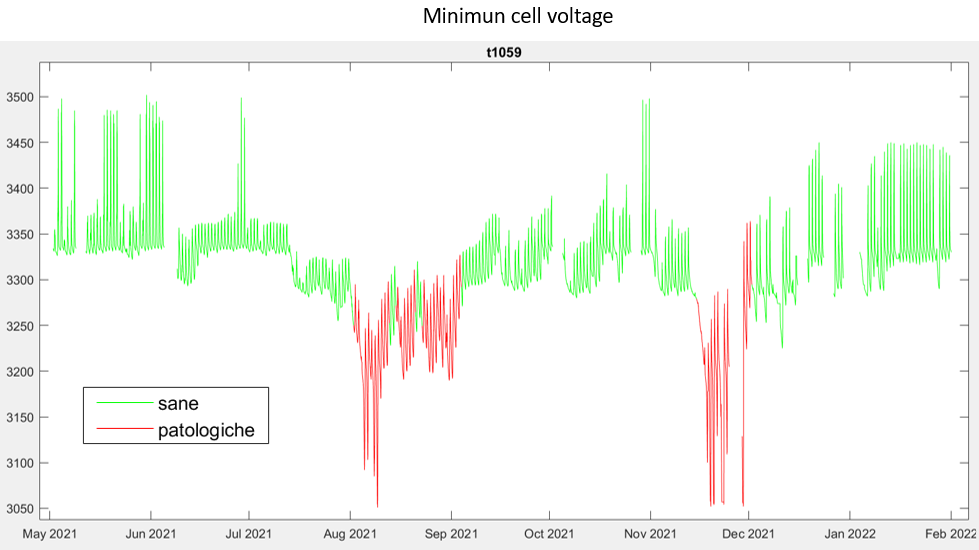 Minimun cell voltage
t1059
3500
3450
3400
3350
3300
3250
3200
3150
3100
3050
sane
patologiche
May 2021 Jun 2021 Jul 2021 Aug 2021 Sep 2021 Oct 2021 Nov 2021 Dec 2021 Jan 2022 Feb 2022